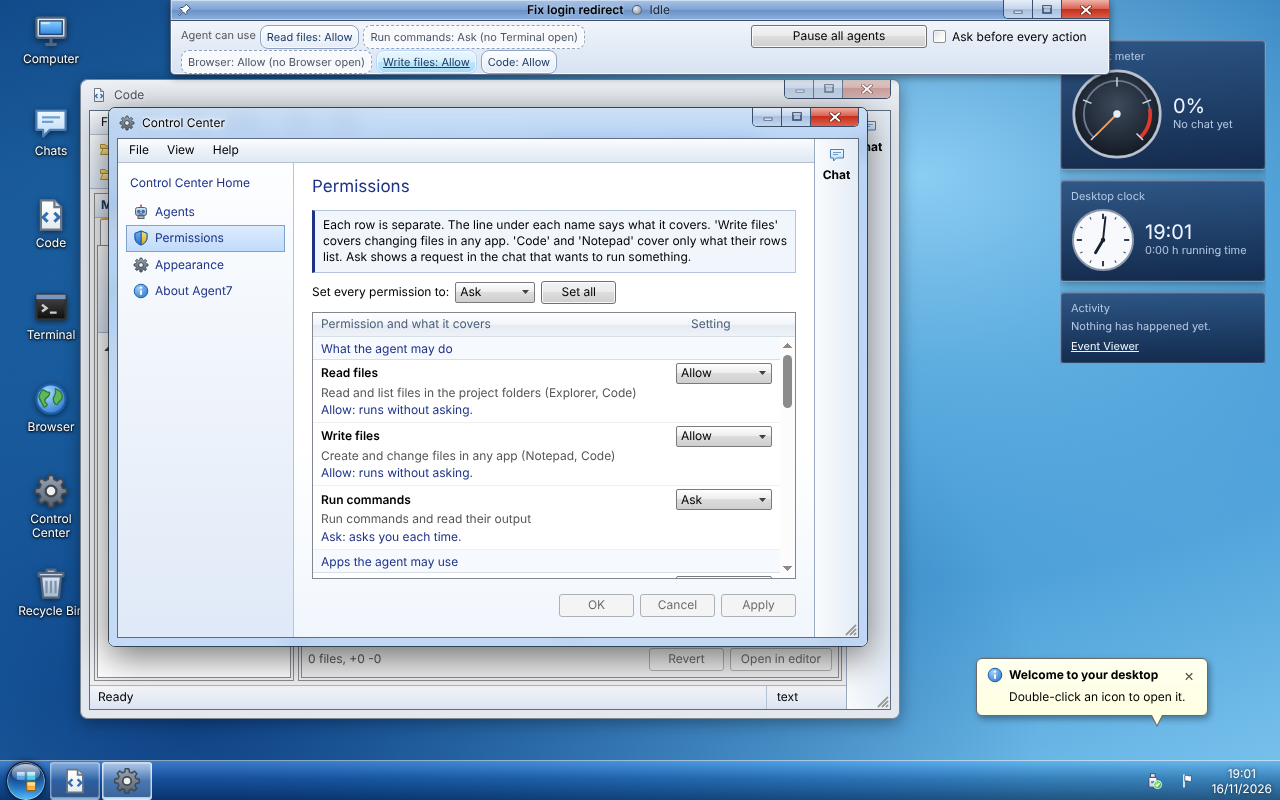 Fix login redirect Idle
Agent can use Read files: Allow Run commands: Ask (no Terminal open)
Browser: Allow (no Browser open) Write files: Allow Code: Allow
Pause all agents Ask before every action
Computer
Chats
Code
Terminal
Browser
Control
Center
Recycle Bin
Code
Control Center
File View Help
Control Center Home
Agents
Permissions
Appearance
About Agent7
Permissions
Each row is separate. The line under each name says what it covers. 'Write files'
covers changing files in any app. 'Code' and 'Notepad' cover only what their rows
list. Ask shows a request in the chat that wants to run something.
Set every permission to: Ask Set all
Permission and what it covers Setting
What the agent may do
Read files Allow
Read and list files in the project folders (Explorer, Code)
Allow: runs without asking.
Write files Allow
Create and change files in any app (Notepad, Code)
Allow: runs without asking.
Run commands Ask
Run commands and read their output
Ask: asks you each time.
Apps the agent may use
OK Cancel Apply
Chat
0 files, +0 -0 Revert Open in editor
Ready text
meter
0%
No chat yet
Desktop clock
19:01
0:00 h running time
Activity
Nothing has happened yet.
Event Viewer
Welcome to your desktop
Double-click an icon to open it.
19:01
16/11/2026